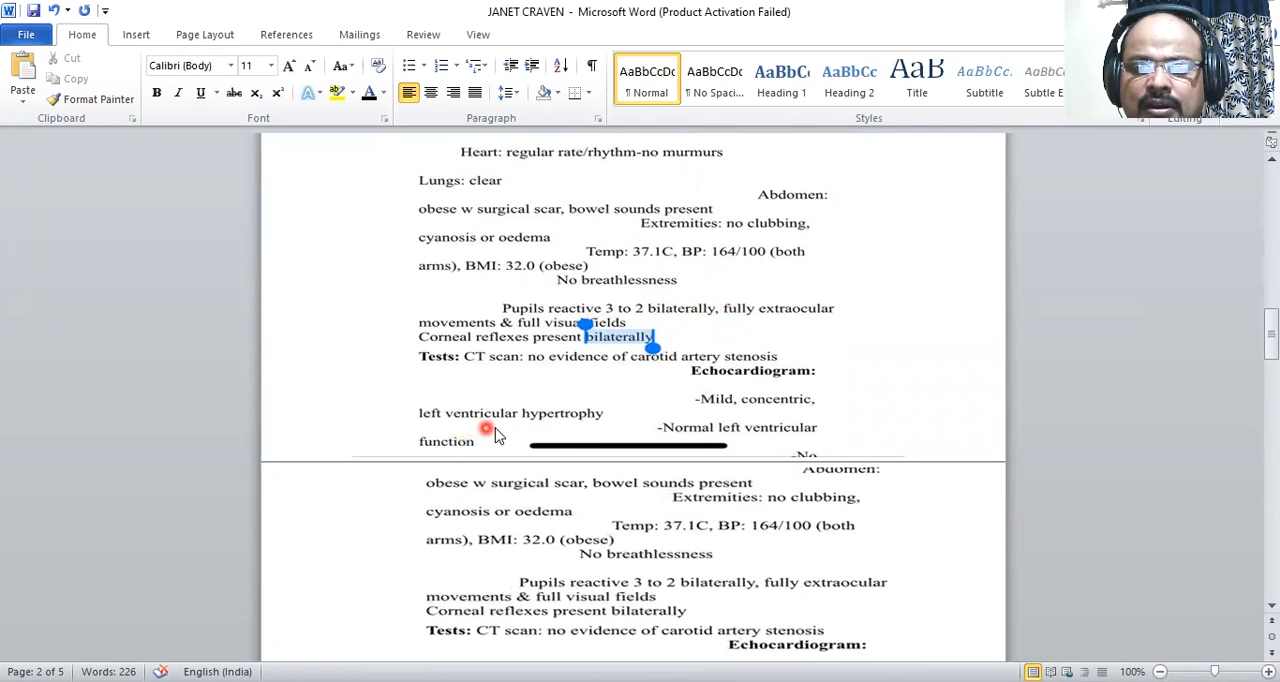 JANET CRAVEN - Microsoft Word (Product Activation Failed)
File Home Insert Page Layout References Mailings Review View
Paste Cut Copy Format Painter Clipboard
Calibri (Body) 11 Font
Paragraph
AaBbCcDc AaBbCcDc AaBbC AaBbCc AaB AaBbCc. AaBbCc
¶ Normal ¶ No Spaci... Heading 1 Heading 2 Title Subtitle Subtle E
Styles Editing
Heart: regular rate/rhythm-no murmurs
Lungs: clear
Abdomen:
obese w surgical scar, bowel sounds present
Extremities: no clubbing,
cyanosis or oedema
Temp: 37.1C, BP: 164/100 (both
arms), BMI: 32.0 (obese)
No breathlessness
Pupils reactive 3 to 2 bilaterally, fully extraocular
movements & full visual fields
Corneal reflexes present bilaterally
Tests: CT scan: no evidence of carotid artery stenosis
Echocardiogram:
-Mild, concentric,
left ventricular hypertrophy
-Normal left ventricular
function
-No
Abdomen:
obese w surgical scar, bowel sounds present
Extremities: no clubbing,
cyanosis or oedema
Temp: 37.1C, BP: 164/100 (both
arms), BMI: 32.0 (obese)
No breathlessness
Pupils reactive 3 to 2 bilaterally, fully extraocular
movements & full visual fields
Corneal reflexes present bilaterally
Tests: CT scan: no evidence of carotid artery stenosis
Echocardiogram:
Page: 2 of 5 Words: 226 English (India) 100%